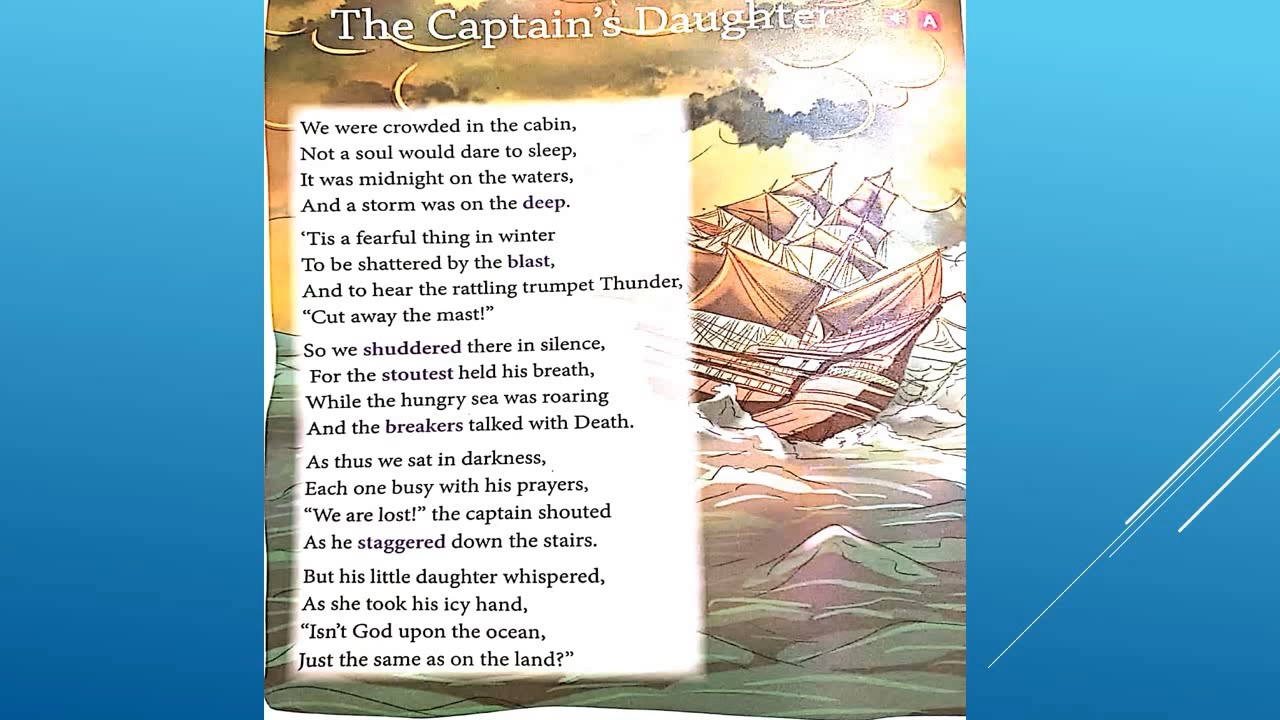 The Captain's Daughter
A
We were crowded in the cabin,
Not a soul would dare to sleep,
It was midnight on the waters,
And a storm was on the deep.
‘Tis a fearful thing in winter
To be shattered by the blast,
And to hear the rattling trumpet Thunder,
“Cut away the mast!”
So we shuddered there in silence,
For the stoutest held his breath,
While the hungry sea was roaring
And the breakers talked with Death.
As thus we sat in darkness,
Each one busy with his prayers,
“We are lost!” the captain shouted
As he staggered down the stairs.
But his little daughter whispered,
As she took his icy hand,
“Isn’t God upon the ocean,
Just the same as on the land?”